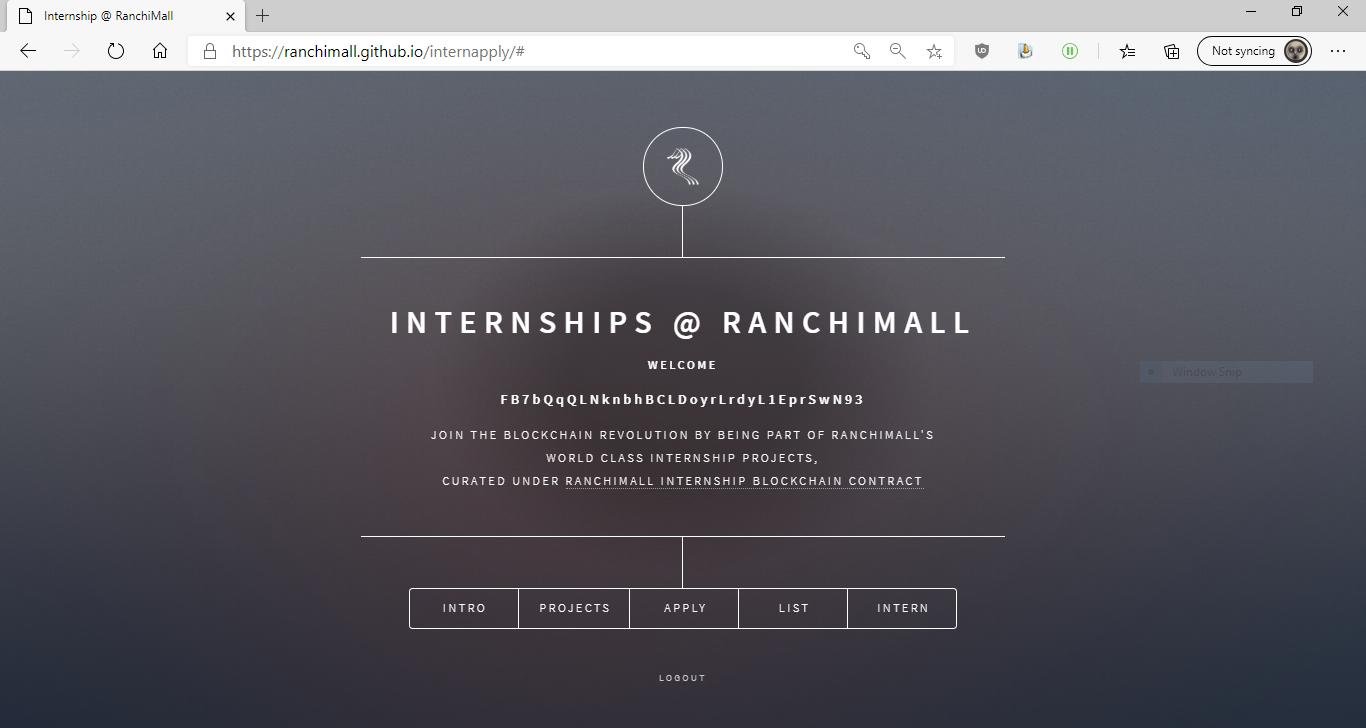 Internship @ RanchiMall
https://ranchimall.github.io/internapply/#
Not syncing
INTERNSHIPS @ RANCHIMALL
WELCOME
FB7bQqQLNknbhBCLDoyrLrdyL1EprSwN93
JOIN THE BLOCKCHAIN REVOLUTION BY BEING PART OF RANCHIMALL'S
WORLD CLASS INTERNSHIP PROJECTS,
CURATED UNDER RANCHIMALL INTERNSHIP BLOCKCHAIN CONTRACT
Window Snip
INTRO PROJECTS APPLY LIST INTERN
LOGOUT